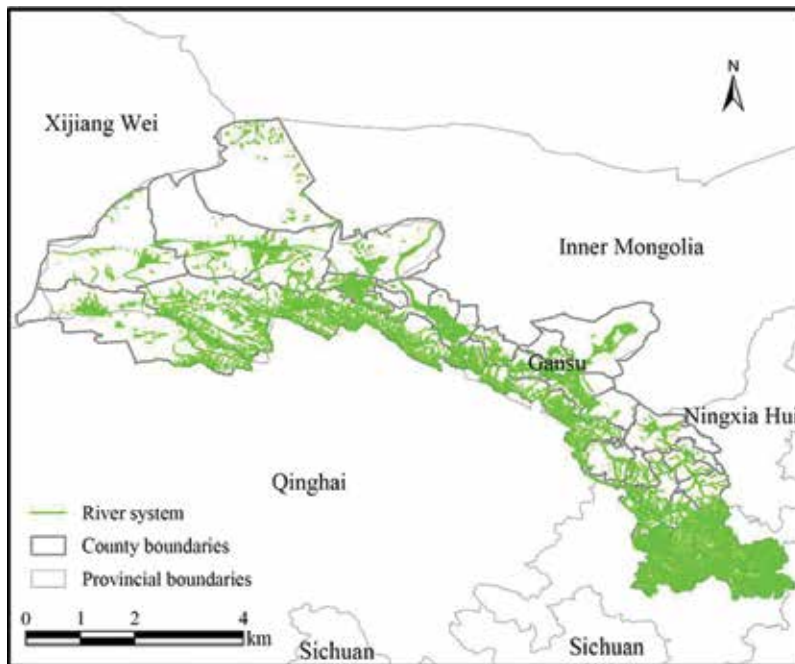 N
Xijiang Wei
Inner Mongolia
Gansu
Ningxia Hui
Qinghai
River system
County boundaries
Provincial boundaries
0 1 2 4
km
Sichuan
Sichuan